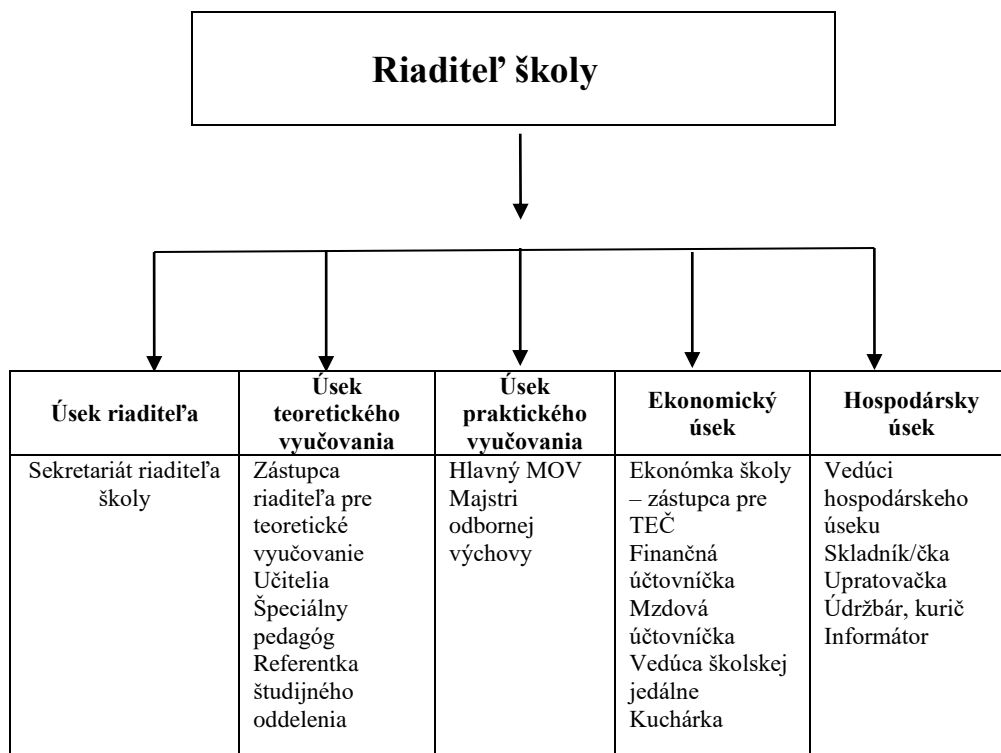 Riaditeľ školy
Úsek riaditeľa
Úsek
teoretického
vyučovania
Úsek
praktického
vyučovania
Ekonomický
úsek
Hospodársky
úsek
Sekretariát riaditeľa
školy
Zástupca
riaditeľa pre
teoretické
vyučovanie
Učitelia
Špeciálny
pedagóg
Referentka
študijného
oddelenia
Hlavný MOV
Majstri
odbornej
výchovy
Ekonómka školy
– zástupca pre
TEČ
Finančná
účtovníčka
Mzdová
účtovníčka
Vedúca školskej
jedálne
Kuchárka
Vedúci
hospodárskeho
úseku
Skladník/čka
Upratovačka
Údržbár, kurič
Informátor